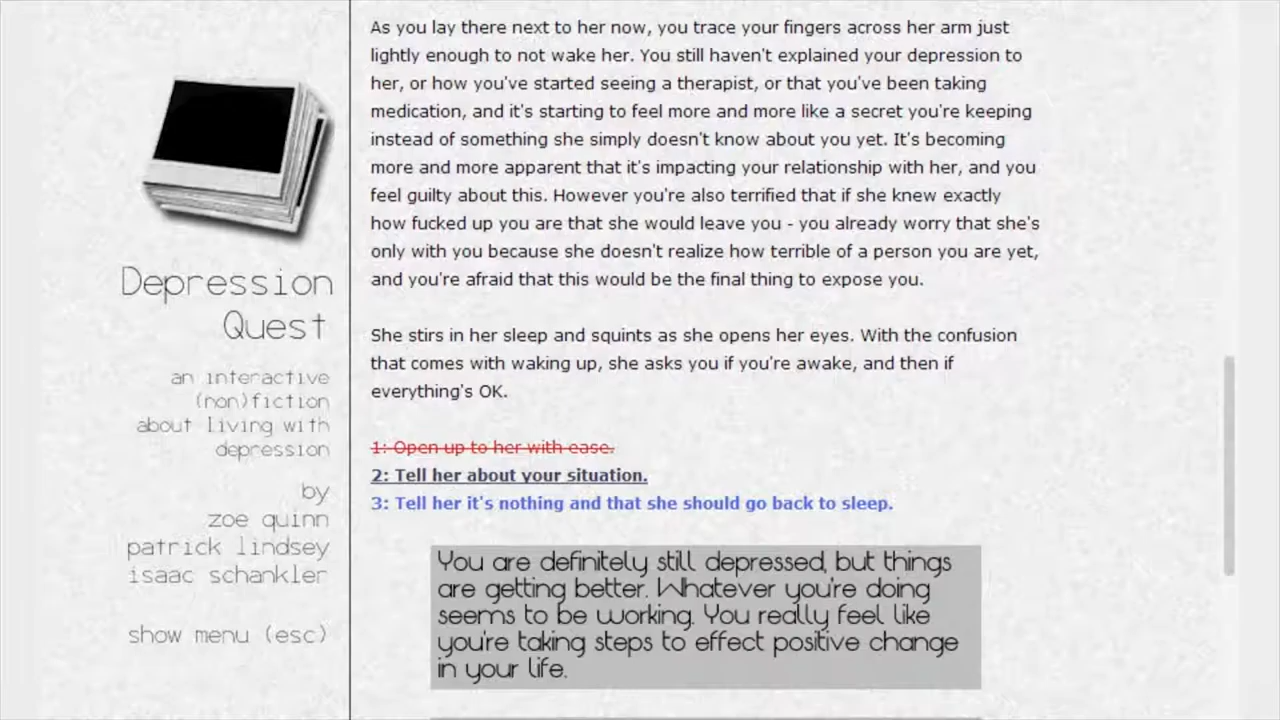 Depression
Quest
an interactive
(non)fiction
about living with
depression
by
zoe quinn
patrick lindsey
isaac schankler
show menu (esc)
As you lay there next to her now, you trace your fingers across her arm just
lightly enough to not wake her. You still haven't explained your depression to
her, or how you've started seeing a therapist, or that you've been taking
medication, and it's starting to feel more and more like a secret you're keeping
instead of something she simply doesn't know about you yet. It's becoming
more and more apparent that it's impacting your relationship with her, and you
feel guilty about this. However you're also terrified that if she knew exactly
how fucked up you are that she would leave you - you already worry that she's
only with you because she doesn't realize how terrible of a person you are yet,
and you're afraid that this would be the final thing to expose you.
She stirs in her sleep and squints as she opens her eyes. With the confusion
that comes with waking up, she asks you if you're awake, and then if
everything's OK.
1: Open up to her with ease.
2: Tell her about your situation.
3: Tell her it's nothing and that she should go back to sleep.
You are definitely still depressed, but things
are getting better. Whatever you're doing
seems to be working. You really feel like
you're taking steps to effect positive change
in your life.